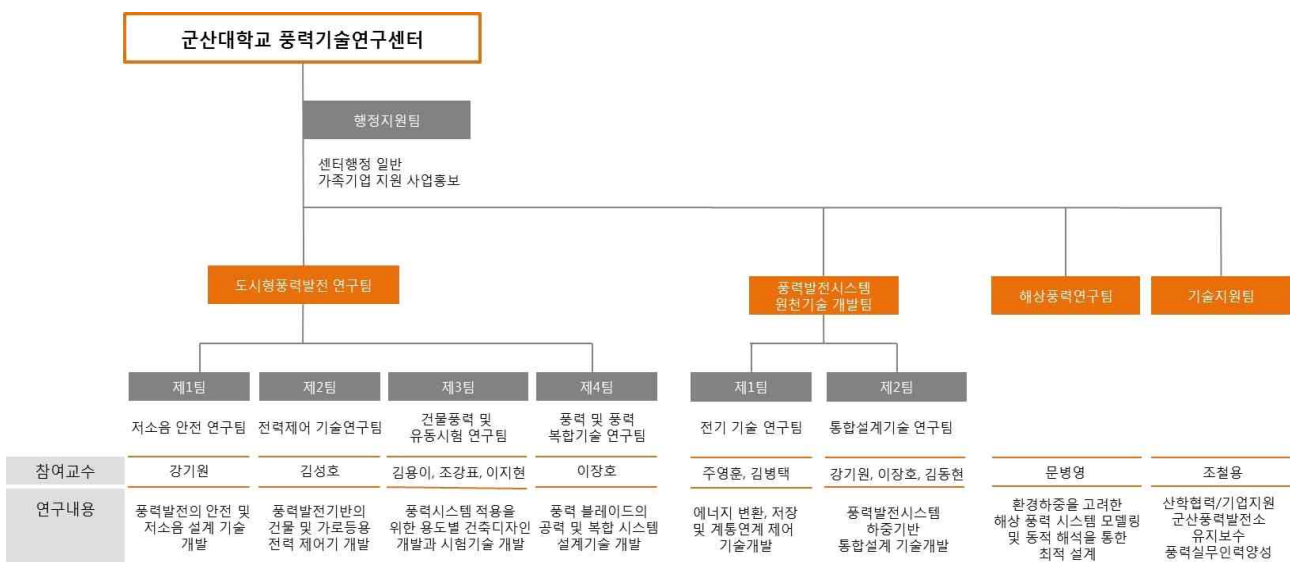 군산대학교 풍력기술연구센터
행정지원팀
센터행정 일반
가족기업 지원 사업홍보
도시형풍력발전 연구팀
풍력발전시스템
원천기술 개발팀
해상풍력연구팀
기술지원팀
제1팀
제2팀
제3팀
제4팀
제1팀
제2팀
저소음 안전 연구팀
전력제어 기술연구팀
건물풍력 및
유동시험 연구팀
풍력 및 풍력
복합기술 연구팀
전기 기술 연구팀
통합설계기술 연구팀
참여교수
강기원
김성호
김용이, 조강표, 이지현
이장호
주영훈, 김병택
강기원, 이장호, 김동현
문병영
조철용
연구내용
풍력발전의 안전 및
저소음 설계 기술
개발
풍력발전기반의
건물 및 가로등용
전력 제어기 개발
풍력시스템 적용을
위한 용도별 건축디자인
개발과 시험기술 개발
풍력 블레이드의
공력 및 복합 시스템
설계기술 개발
에너지 변환, 저장
및 계통연계 제어
기술개발
풍력발전시스템
하중기반
통합설계 기술개발
환경하중을 고려한
해상 풍력 시스템 모델링
및 동적 해석을 통한
최적 설계
산학협력/기업지원
군산풍력발전소
유지보수
풍력실무인력양성